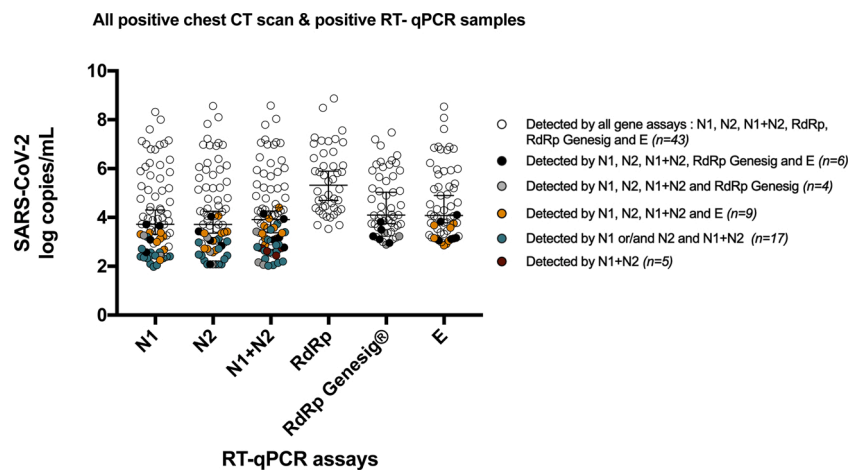 All positive chest CT scan & positive RT- qPCR samples
10
8
6
4
2
0
SARS-CoV-2
log copies/mL
N1
N2
N1+N2
RdRp
RdRp Genesig®
E
RT-qPCR assays
Detected by all gene assays : N1, N2, N1+N2, RdRp,
RdRp Genesig and E (n=43)
Detected by N1, N2, N1+N2, RdRp Genesig and E (n=6)
Detected by N1, N2, N1+N2 and RdRp Genesig (n=4)
Detected by N1, N2, N1+N2 and E (n=9)
Detected by N1 or/and N2 and N1+N2 (n=17)
Detected by N1+N2 (n=5)